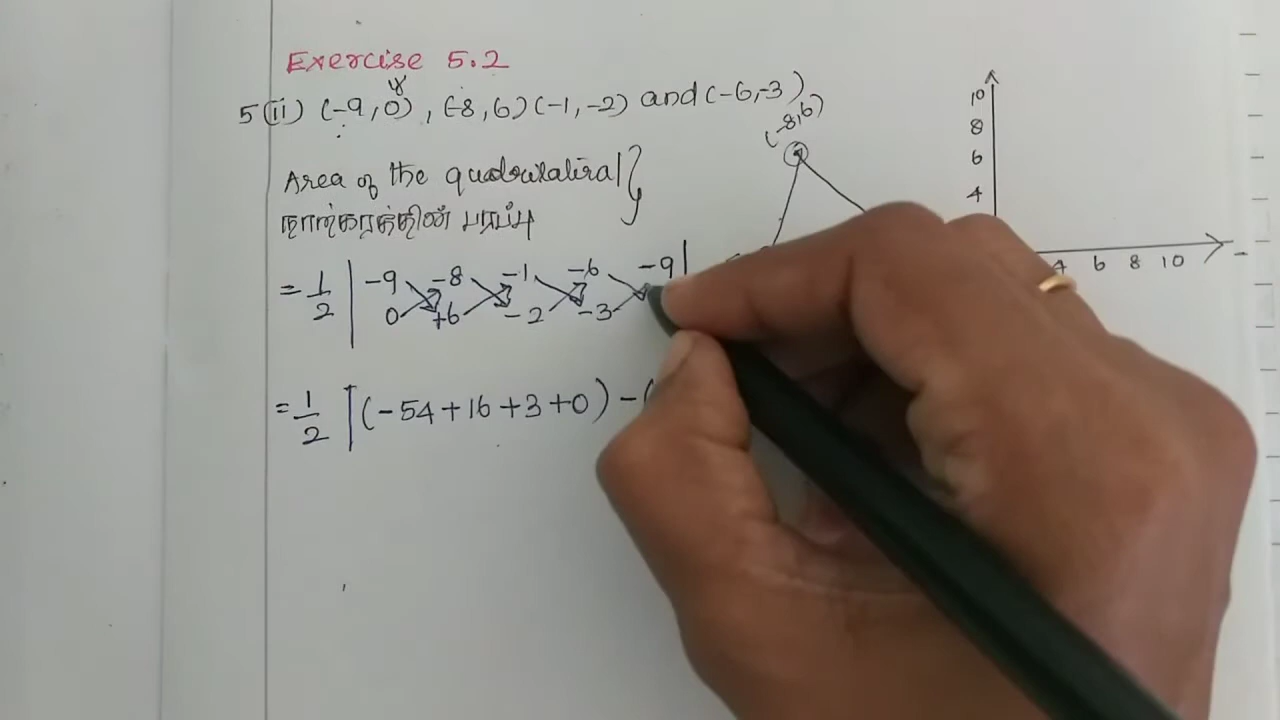 Exercise 5.2
5 (ii) (-9, 0), (-8, 6) (-1, -2) and (-6, -3)
Area of the quadrilateral }
நாற்கரத்தின் பரப்பு
= 1/2 | -9 -8 -1 -6 -9 |
0 +6 -2 -3
= 1/2 | (-54 + 16 + 3 + 0) - (
(-8, 6)
10
8
6
4
4 6 8 10